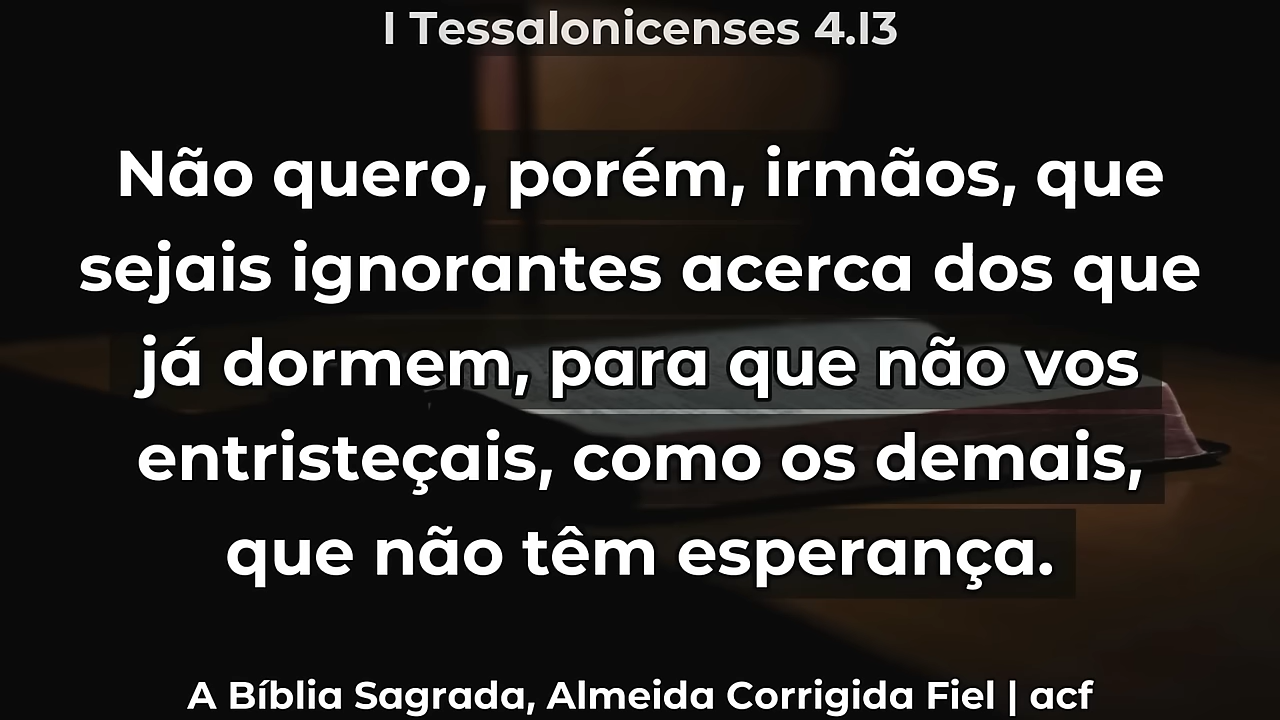 I Tessalonicenses 4.13
Não quero, porém, irmãos, que
sejais ignorantes acerca dos que
já dormem, para que não vos
entristeçais, como os demais,
que não têm esperança.
A Bíblia Sagrada, Almeida Corrigida Fiel | acf